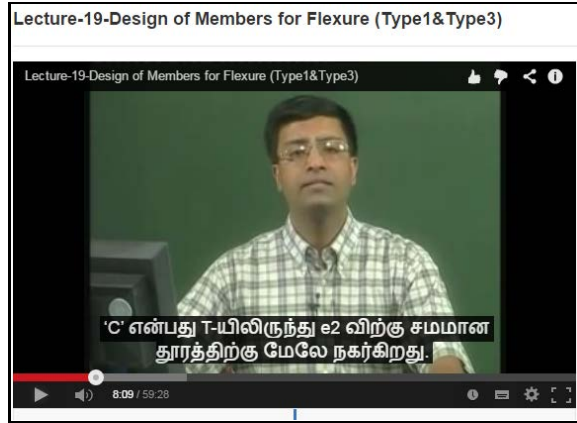 Lecture-19-Design of Members for Flexure (Type1&Type3)
Lecture-19-Design of Members for Flexure (Type1&Type3)
‘C’ என்பது T-யிலிருந்து e2 விற்கு சமமான
தூரத்திற்கு மேலே நகர்கிறது.
8:09 / 59:28